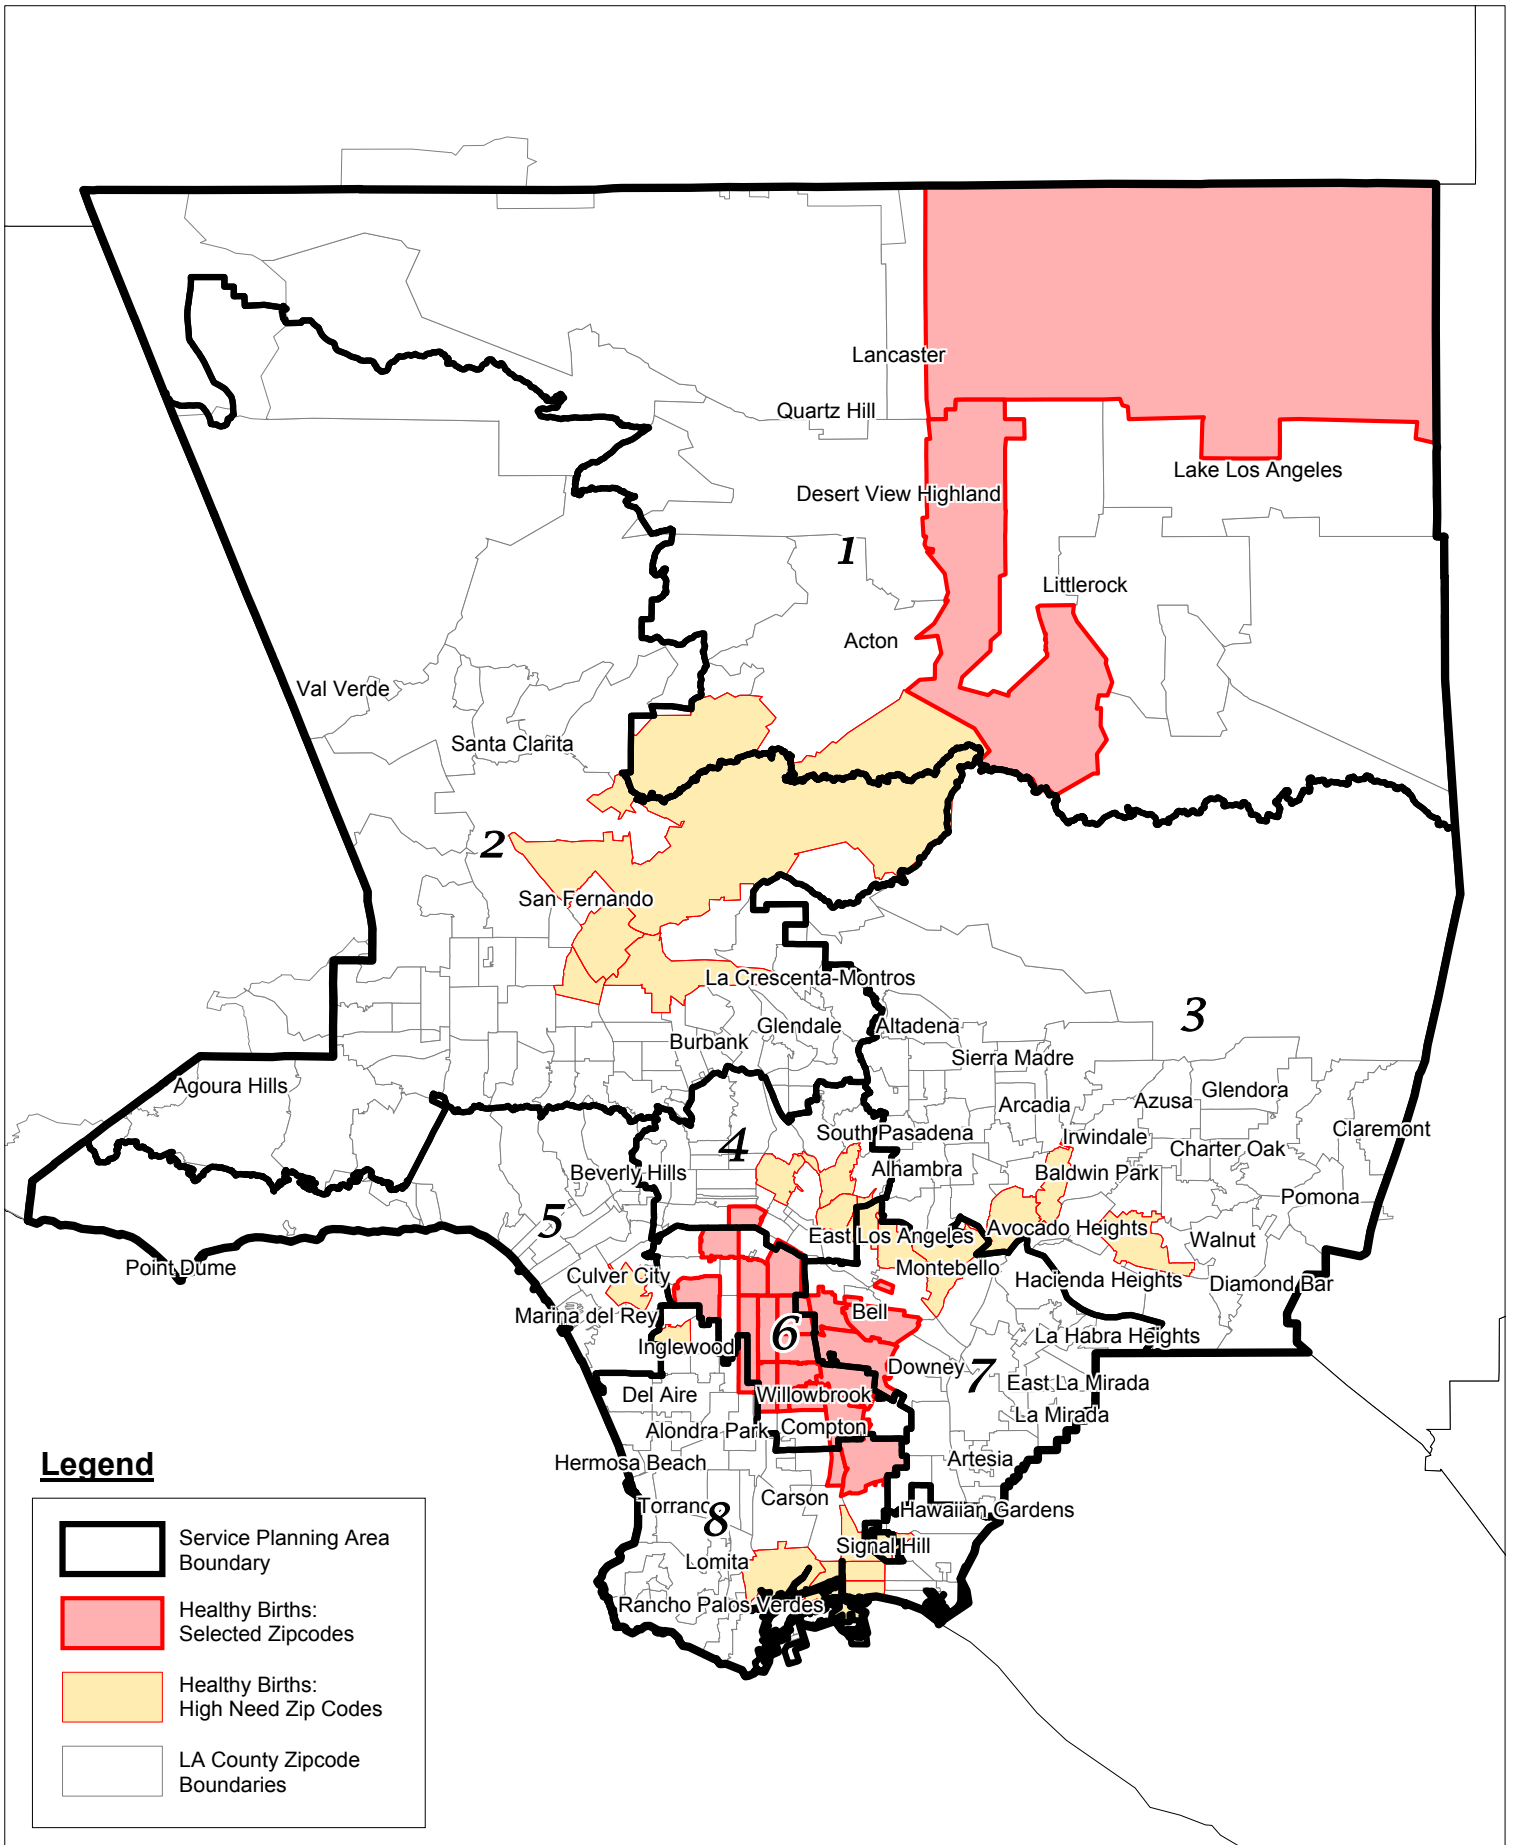 Lancaster
Quartz Hill
Lake Los Angeles
Desert View Highland
1
Littlerock
Acton
Val Verde
Santa Clarita
2
San Fernando
La Crescenta-Montros
3
Glendale
Altadena
Burbank
Sierra Madre
Agoura Hills
Glendora
Azusa
Arcadia
Claremont
South Pasadena
Irwindale
4
Charter Oak
Beverly Hills
Alhambra
Baldwin Park
Pomona
5
East Los Angeles
Avocado Heights
Walnut
Point Dume
Culver City
Montebello
Hacienda Heights
Diamond Bar
Marina del Rey
Bell
6
La Habra Heights
Inglewood
Downey
7
East La Mirada
Del Aire
Willowbrook
La Mirada
Alondra Park
Compton
Hermosa Beach
Artesia
Carson
Torranc
8
Hawaiian Gardens
Signal Hill
Lomita
Rancho Palos Verdes
Legend
Service Planning Area
Boundary
Healthy Births:
Selected Zipcodes
Healthy Births:
High Need Zip Codes
LA County Zipcode
Boundaries